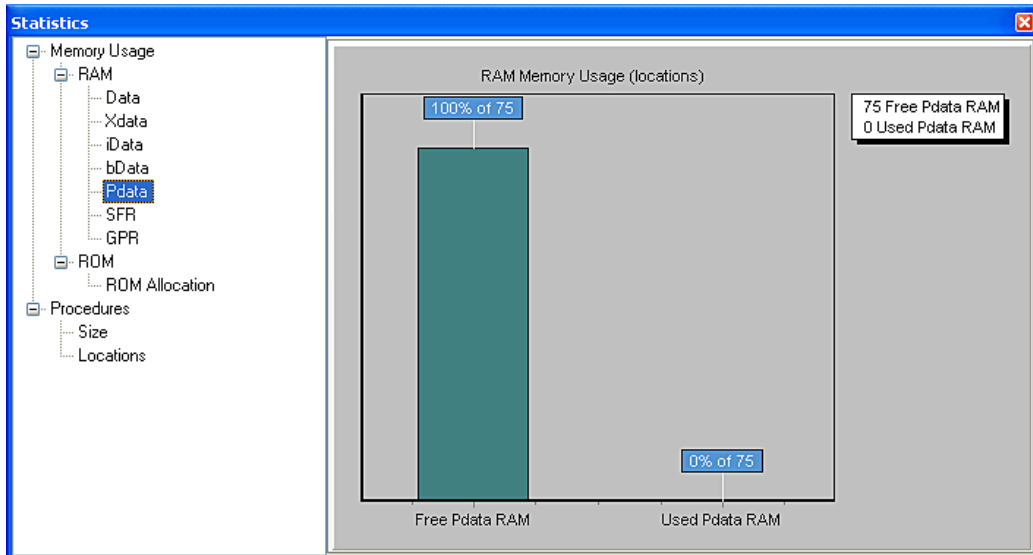 Statistics
Memory Usage
RAM
Data
Xdata
iData
bData
Pdata
SFR
GPR
ROM
ROM Allocation
Procedures
Size
Locations
RAM Memory Usage (locations)
100% of 75
0% of 75
Free Pdata RAM
Used Pdata RAM
75 Free Pdata RAM
0 Used Pdata RAM